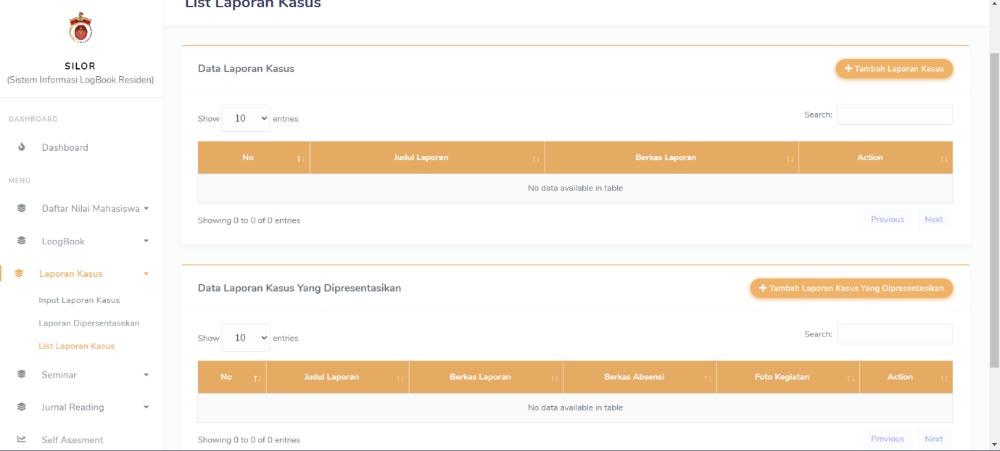 List Laporan Kasus
SILOR
(Sistem Informasi LogBook Residen)
DASHBOARD
Dashboard
MENU
Daftar Nilai Mahasiswa
LoogBook
Laporan Kasus
Input Laporan Kasus
Laporan Dipersentasekan
List Laporan Kasus
Seminar
Jurnal Reading
Self Asesment
Data Laporan Kasus
+ Tambah Laporan Kasus
Show 10 entries
Search:
No Judul Laporan Berkas Laporan Action
No data available in table
Showing 0 to 0 of 0 entries
Previous Next
Data Laporan Kasus Yang Dipresentasikan
+ Tambah Laporan Kasus Yang Dipresentasikan
Show 10 entries
Search:
No Judul Laporan Berkas Laporan Berkas Absensi Foto Kegiatan Action
No data available in table
Showing 0 to 0 of 0 entries
Previous Next